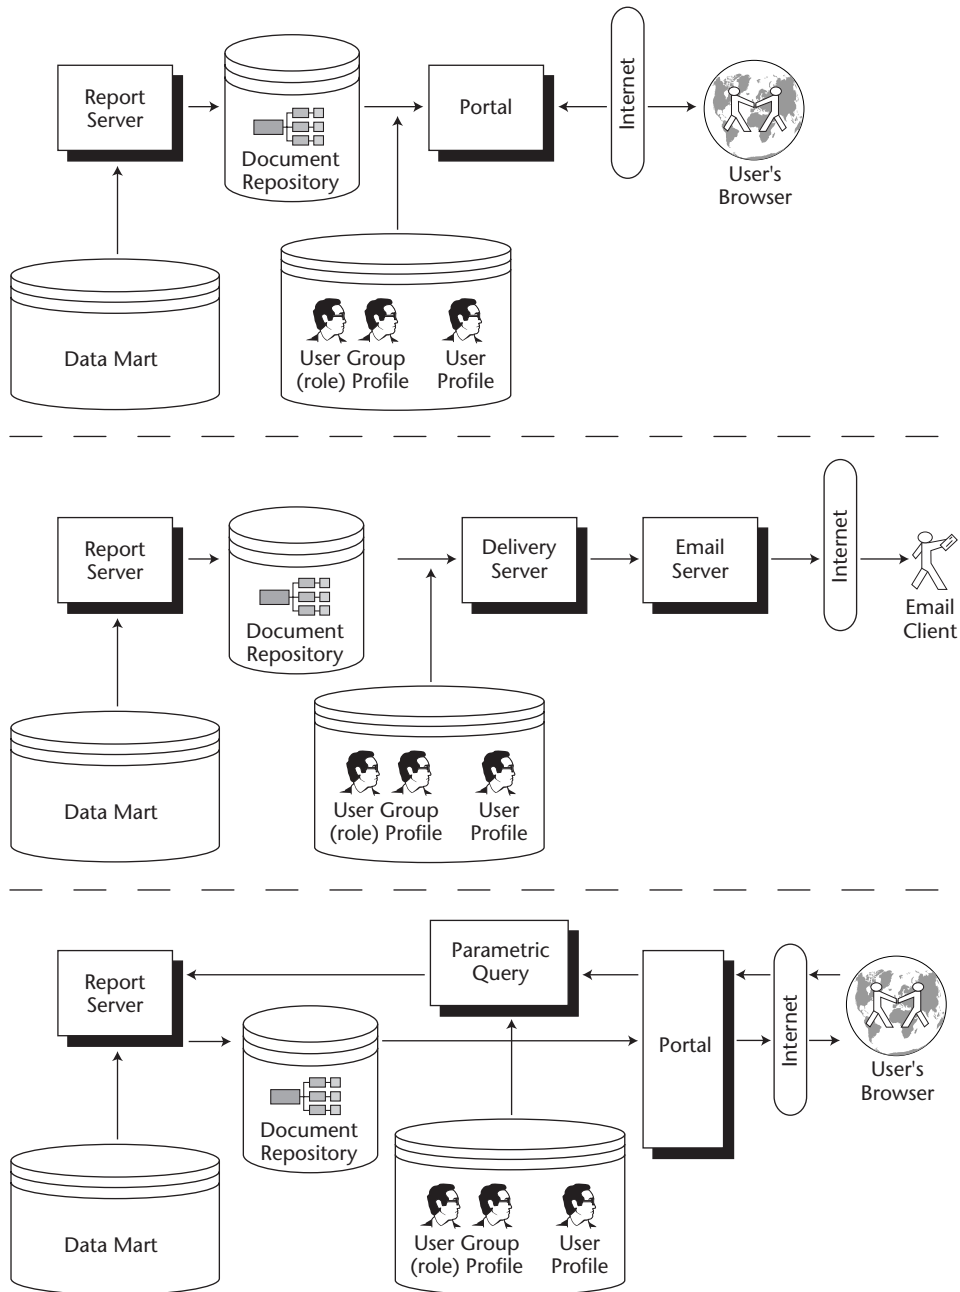 Report
Server
Document
Repository
Portal
Internet
User's
Browser
Data Mart
User Group
(role) Profile
User
Profile
Report
Server
Document
Repository
Delivery
Server
Email
Server
Internet
Email
Client
Data Mart
User Group
(role) Profile
User
Profile
Parametric
Query
Report
Server
Document
Repository
Portal
Internet
User's
Browser
Data Mart
User Group
(role) Profile
User
Profile